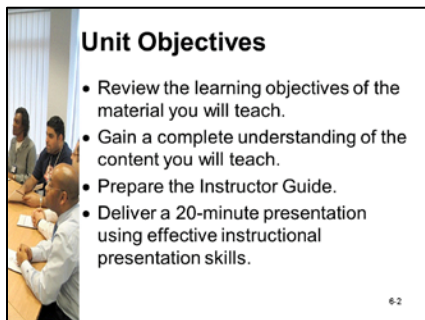 Unit Objectives
• Review the learning objectives of the
material you will teach.
• Gain a complete understanding of the
content you will teach.
• Prepare the Instructor Guide.
• Deliver a 20-minute presentation
using effective instructional
presentation skills.
6-2